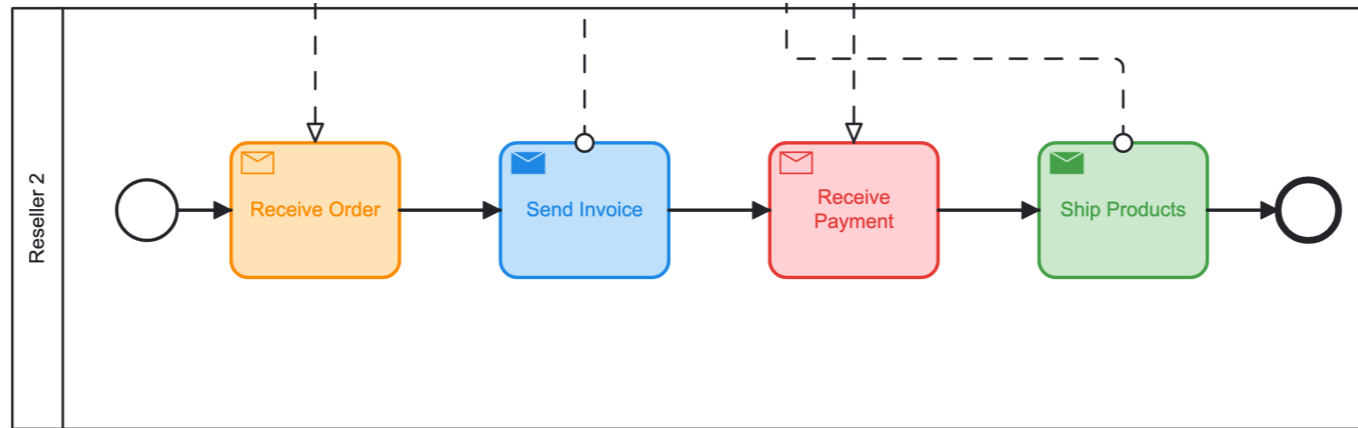 Reseller 2
Receive Order
Send Invoice
Receive
Payment
Ship Products